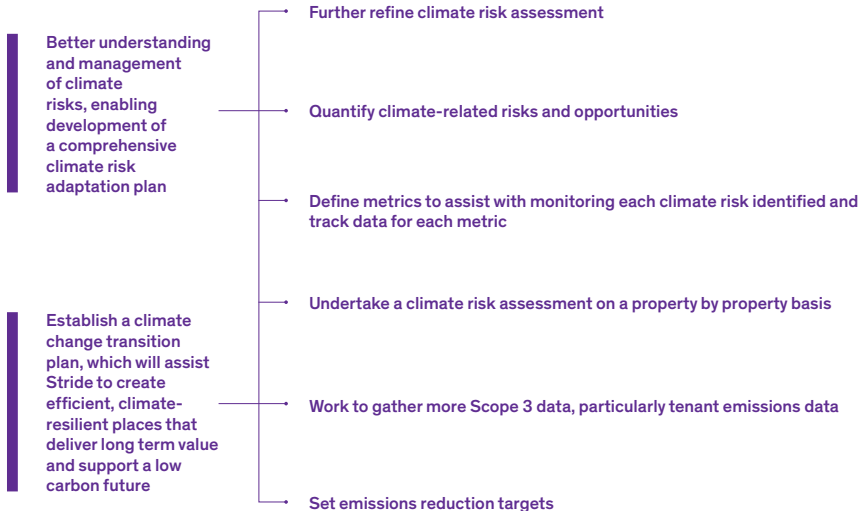 Better understanding
and management
of climate
risks, enabling
development of
a comprehensive
climate risk
adaptation plan
Establish a climate
change transition
plan, which will assist
Stride to create
efficient, climate-
resilient places that
deliver long term value
and support a low
carbon future
Further refine climate risk assessment
Quantify climate-related risks and opportunities
Define metrics to assist with monitoring each climate risk identified and
track data for each metric
Undertake a climate risk assessment on a property by property basis
Work to gather more Scope 3 data, particularly tenant emissions data
Set emissions reduction targets